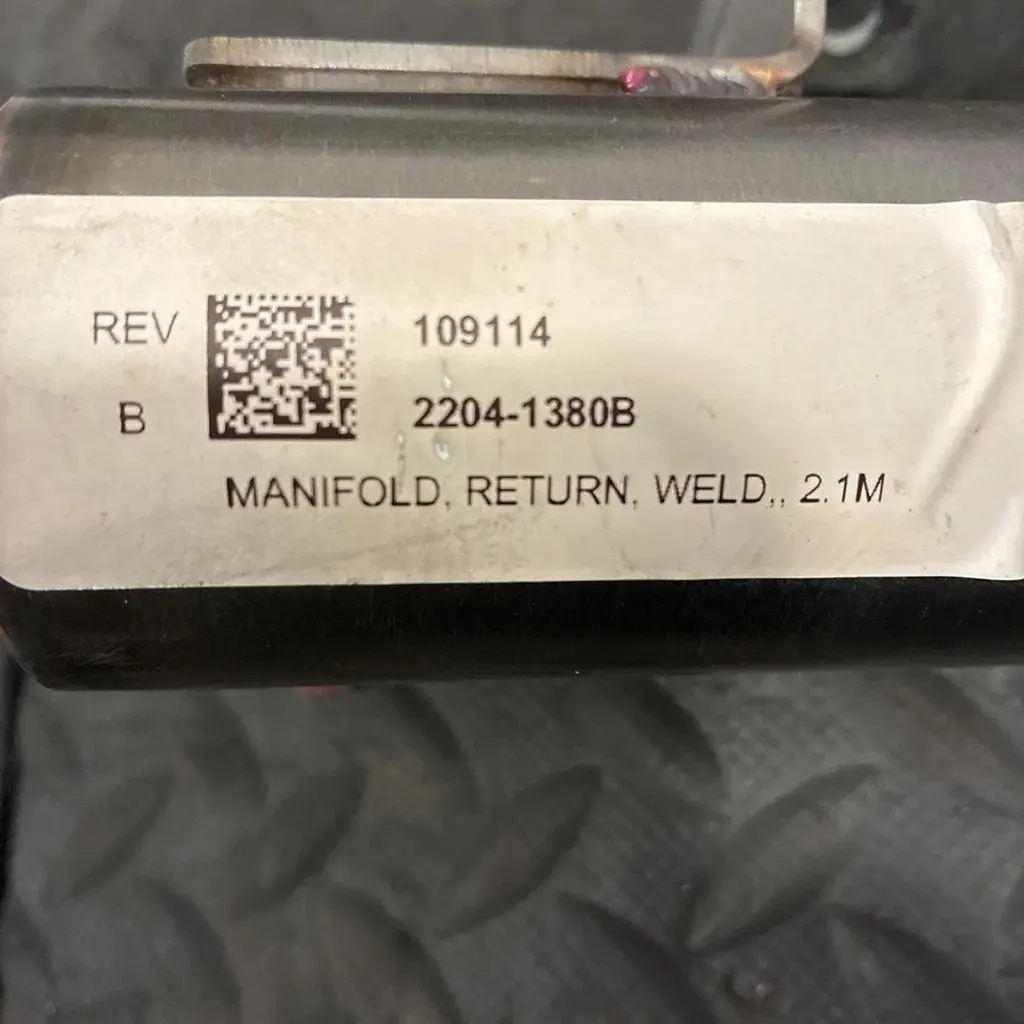 REV 109114
B 2204-1380B
MANIFOLD, RETURN, WELD,, 2.1M